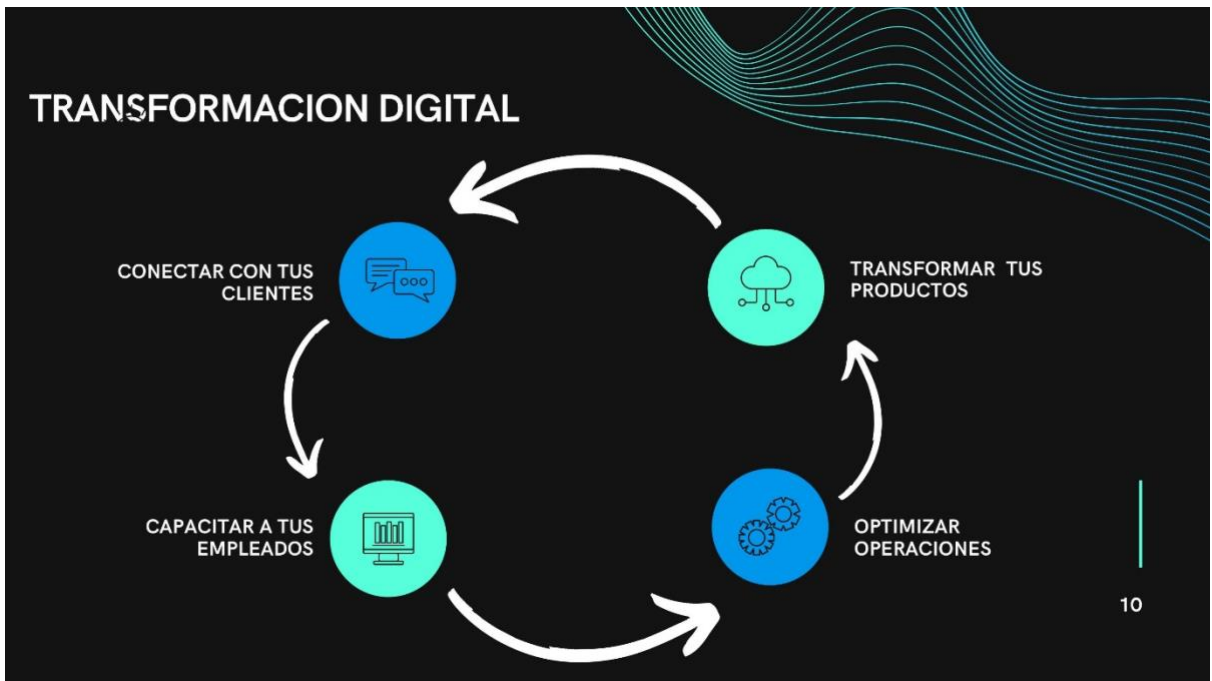 TRANSFORMACION DIGITAL
CONECTAR CON TUS
CLIENTES
TRANSFORMAR TUS
PRODUCTOS
CAPACITAR A TUS
EMPLEADOS
OPTIMIZAR
OPERACIONES
10